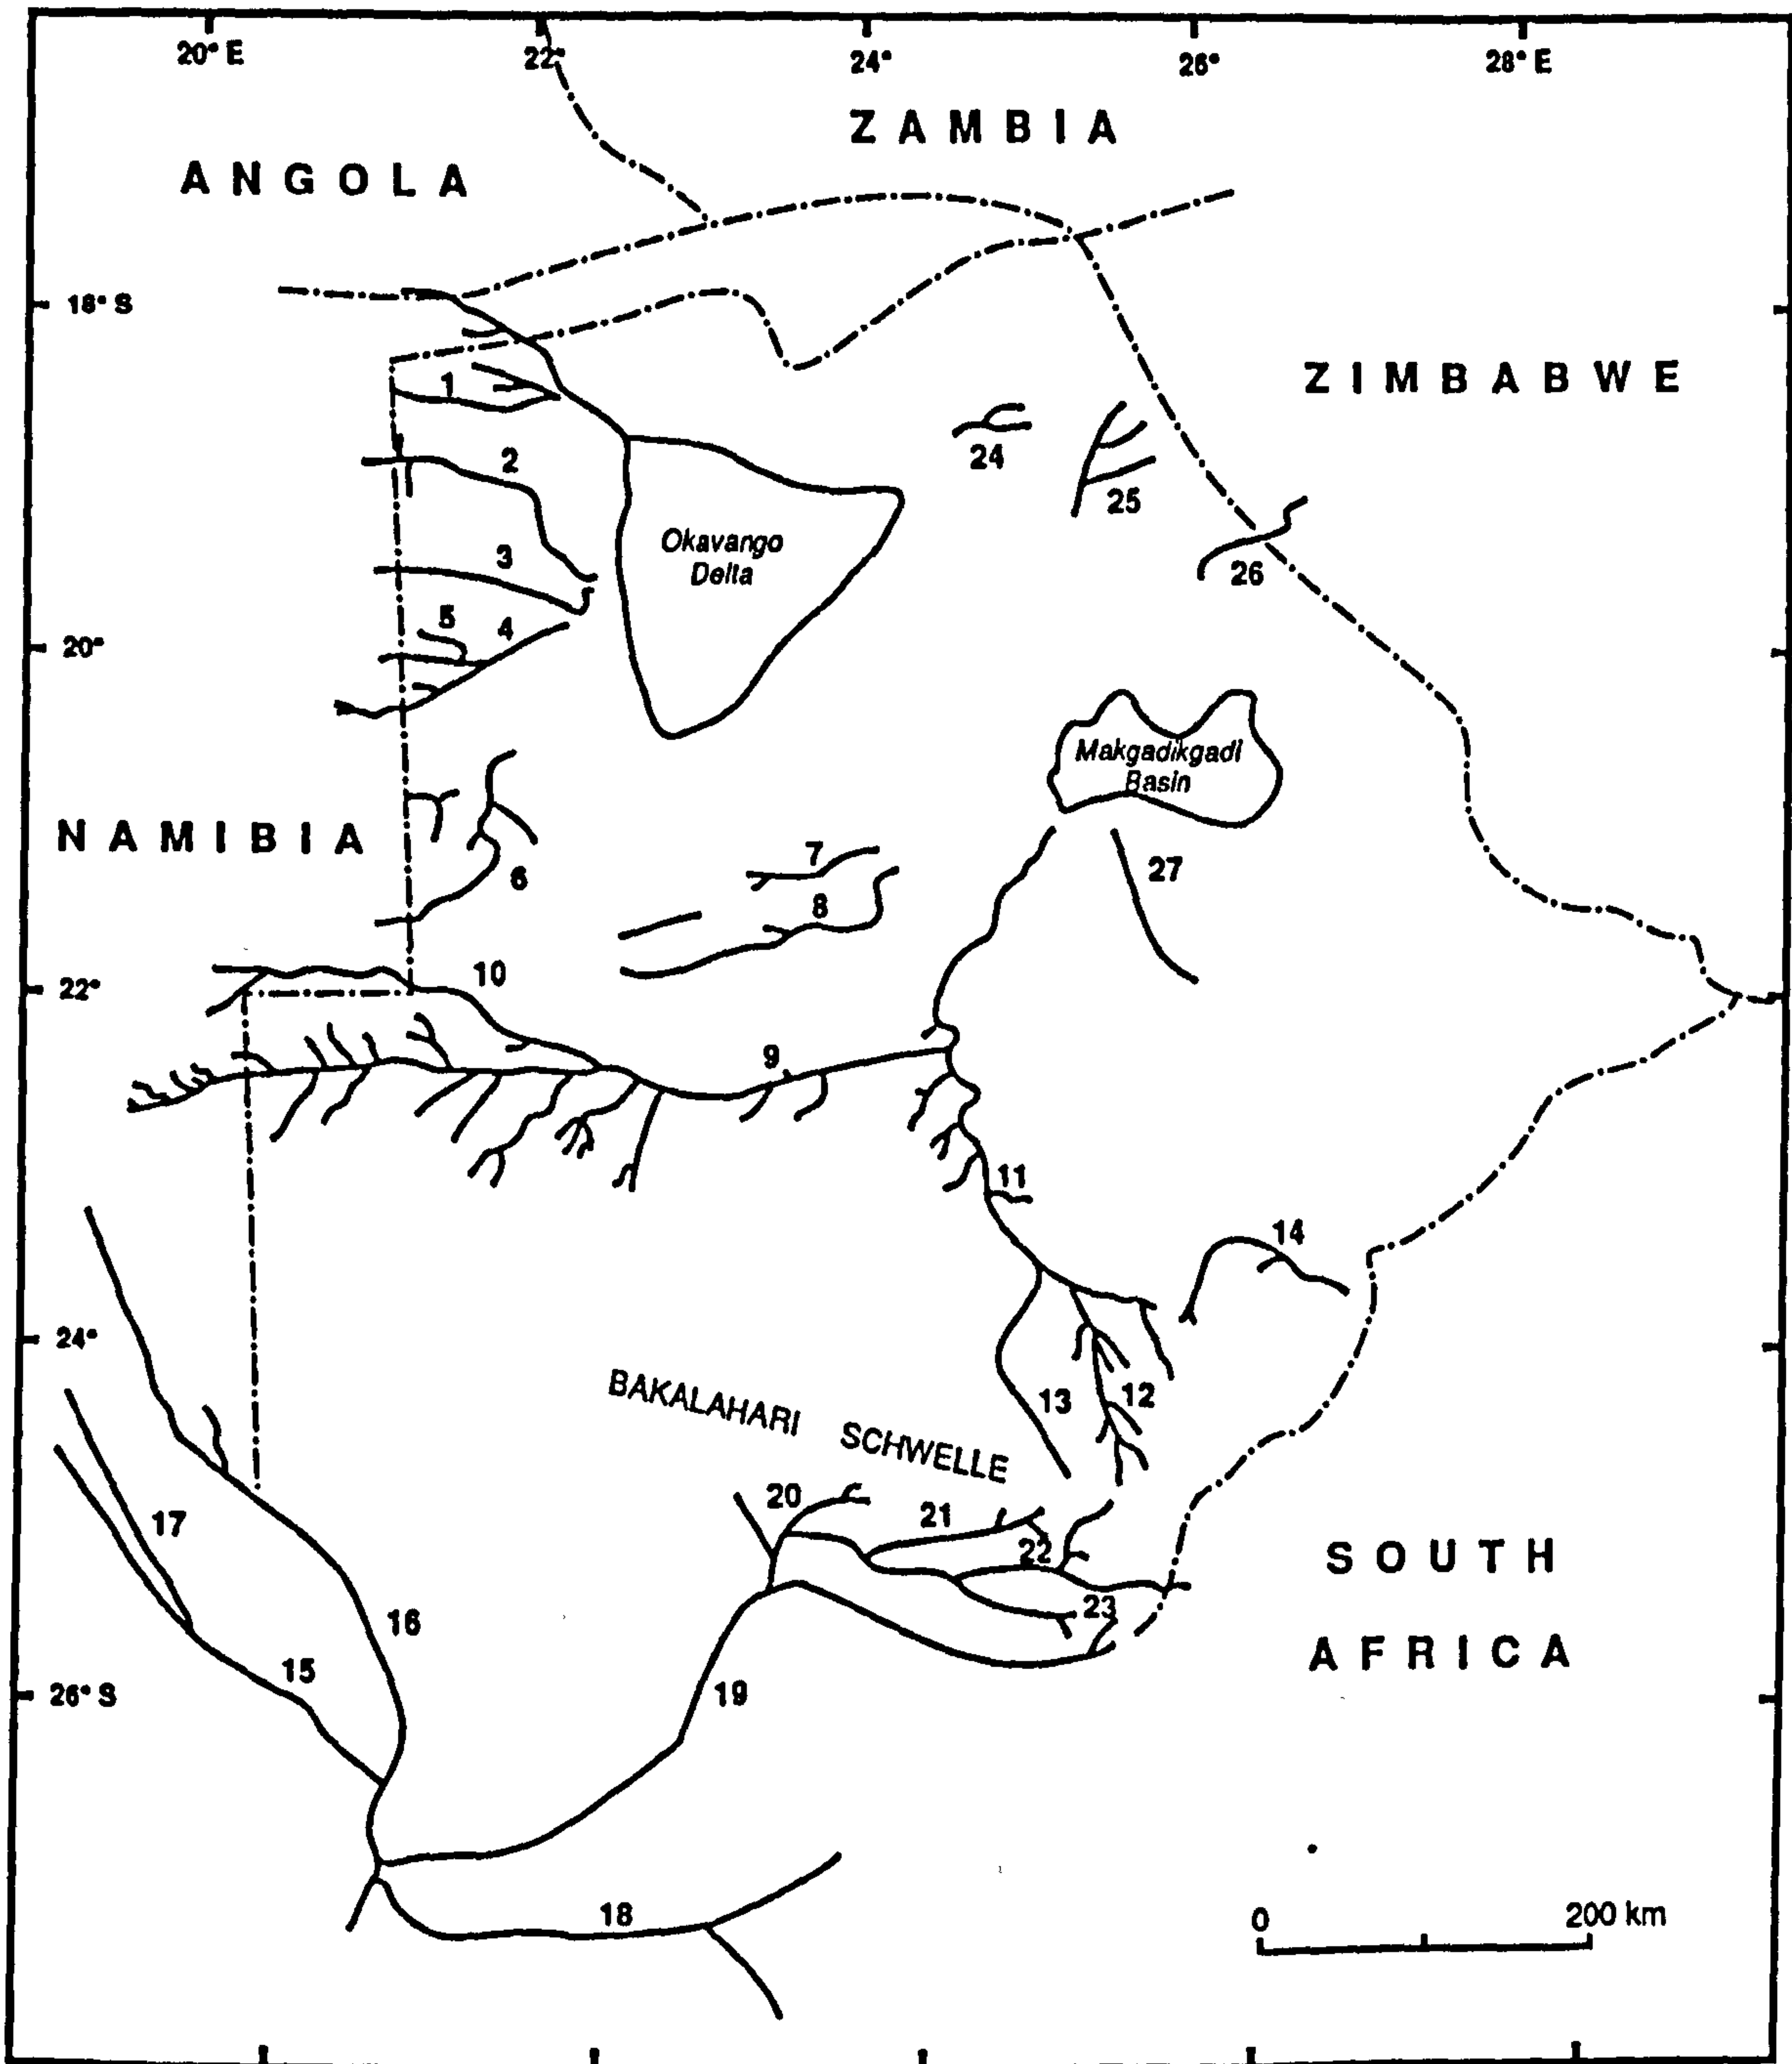 20° E
22°
24°
26°
28° E
ZAMBIA
ANGOLA
18° S
ZIMBABWE
1
2
24
25
Okavango
Delta
3
26
5
4
20°
Makgadikgadi
Basin
NAMIBIA
7
27
6
8
10
22°
9
11
14
24°
BAKALAHARI SCHWELLE
13
12
20
21
17
22
SOUTH
23
16
AFRICA
15
26° S
19
18
0
200 km